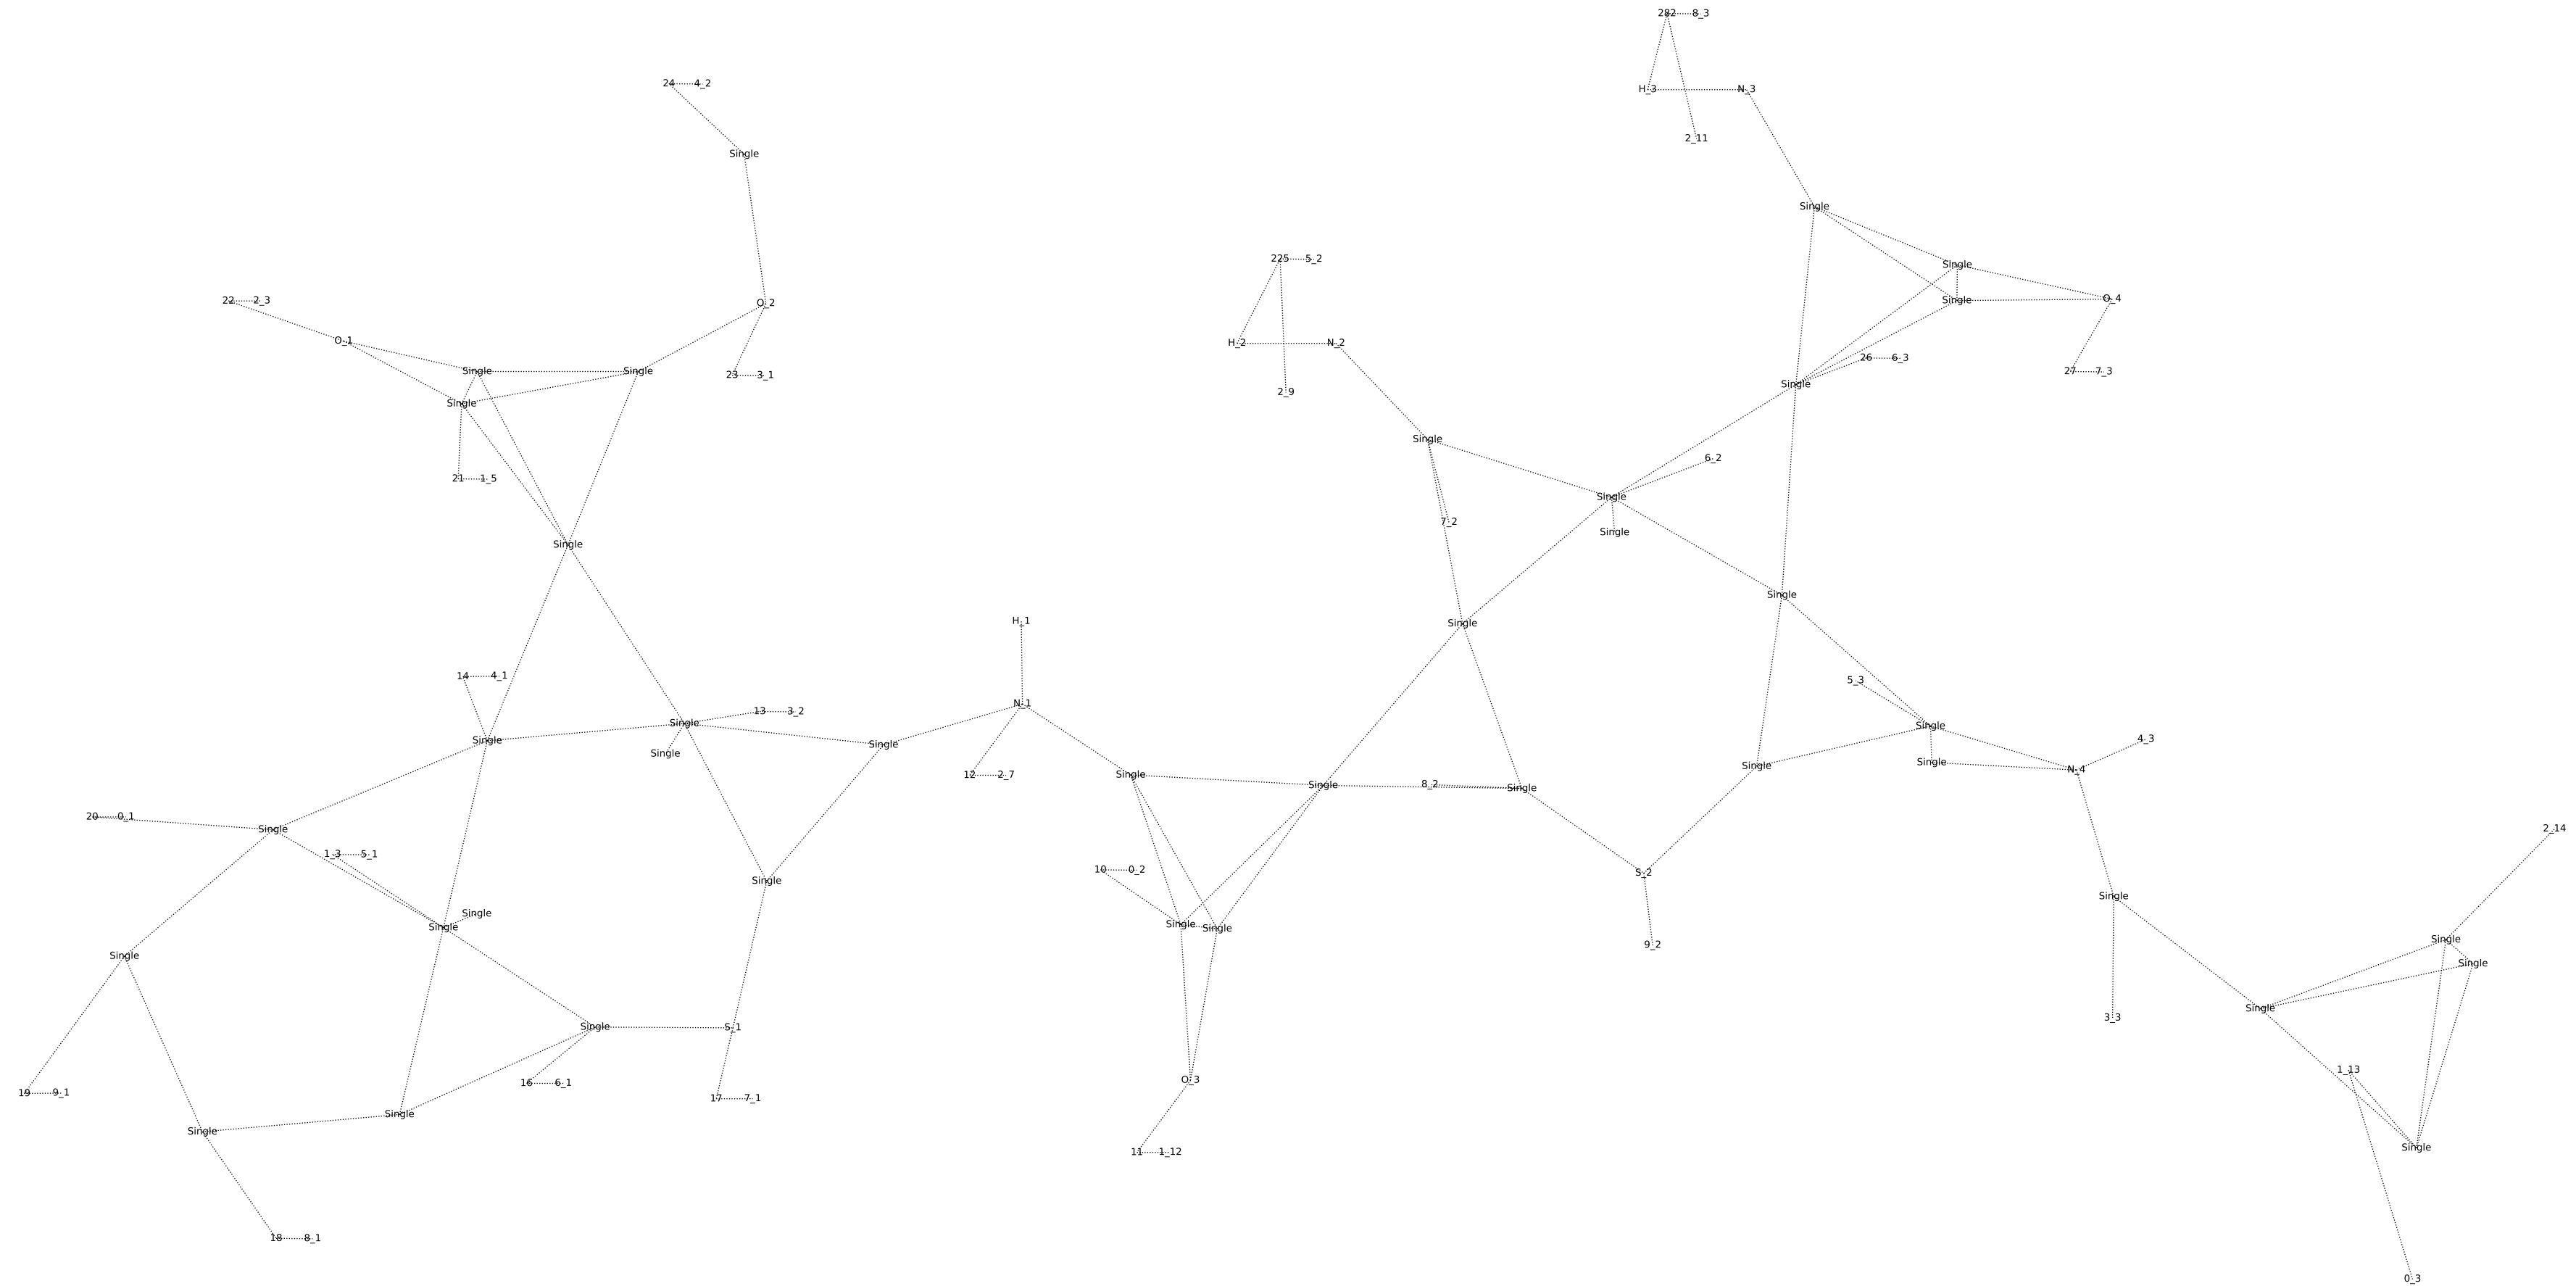 282 8_3
24 4_2
H_3 N_3
2_11
Single
Single
225 5_2
Single
O_4
22 2_3
Single
O_2
O_1
H_2 N_2
26 6_3
Single Single
23 3_1
27 7_3
Single
2_9
Single
Single
6_2
21 1_5
Single
7_2
Single
Single
Single
H_1
Single
14 4_1
5_3
N_1
13 3_2
Single
Single
4_3
Single
Single
Single
Single
Single
N_4
12 2_7
Single
Single
8_2
Single
20 0_1
Single
2_14
1_3 5_1
10 0_2
S_2
Single
Single
Single
Single
Single
Single
Single
9_2
Single
Single
Single
3_3
Single
S_1
1_13
O_3
16 6_1
19 9_1
17 7_1
Single
Single
Single
11 1_12
18 8_1
0_3